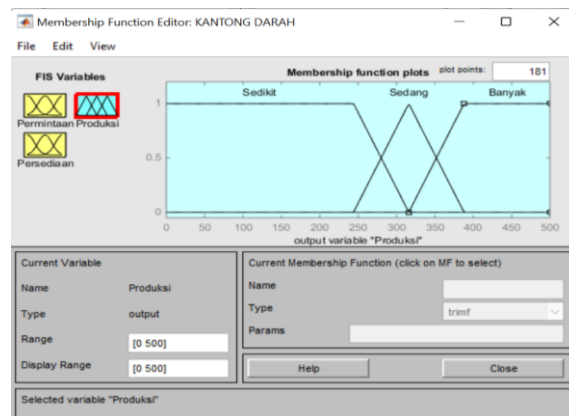 Membership Function Editor: KANTONG DARAH
File Edit View
FIS Variables
Membership function plots plot points: 181
Permintaan Produksi
Persediaan
Sedikit Sedang Banyak
1
0.5
0
0 50 100 150 200 250 300 350 400 450 500
output variable "Produksi"
Current Variable
Name Produksi
Type output
Range [0 500]
Display Range [0 500]
Current Membership Function (click on MF to select)
Name
Type trimf
Params
Help Close
Selected variable "Produksi"